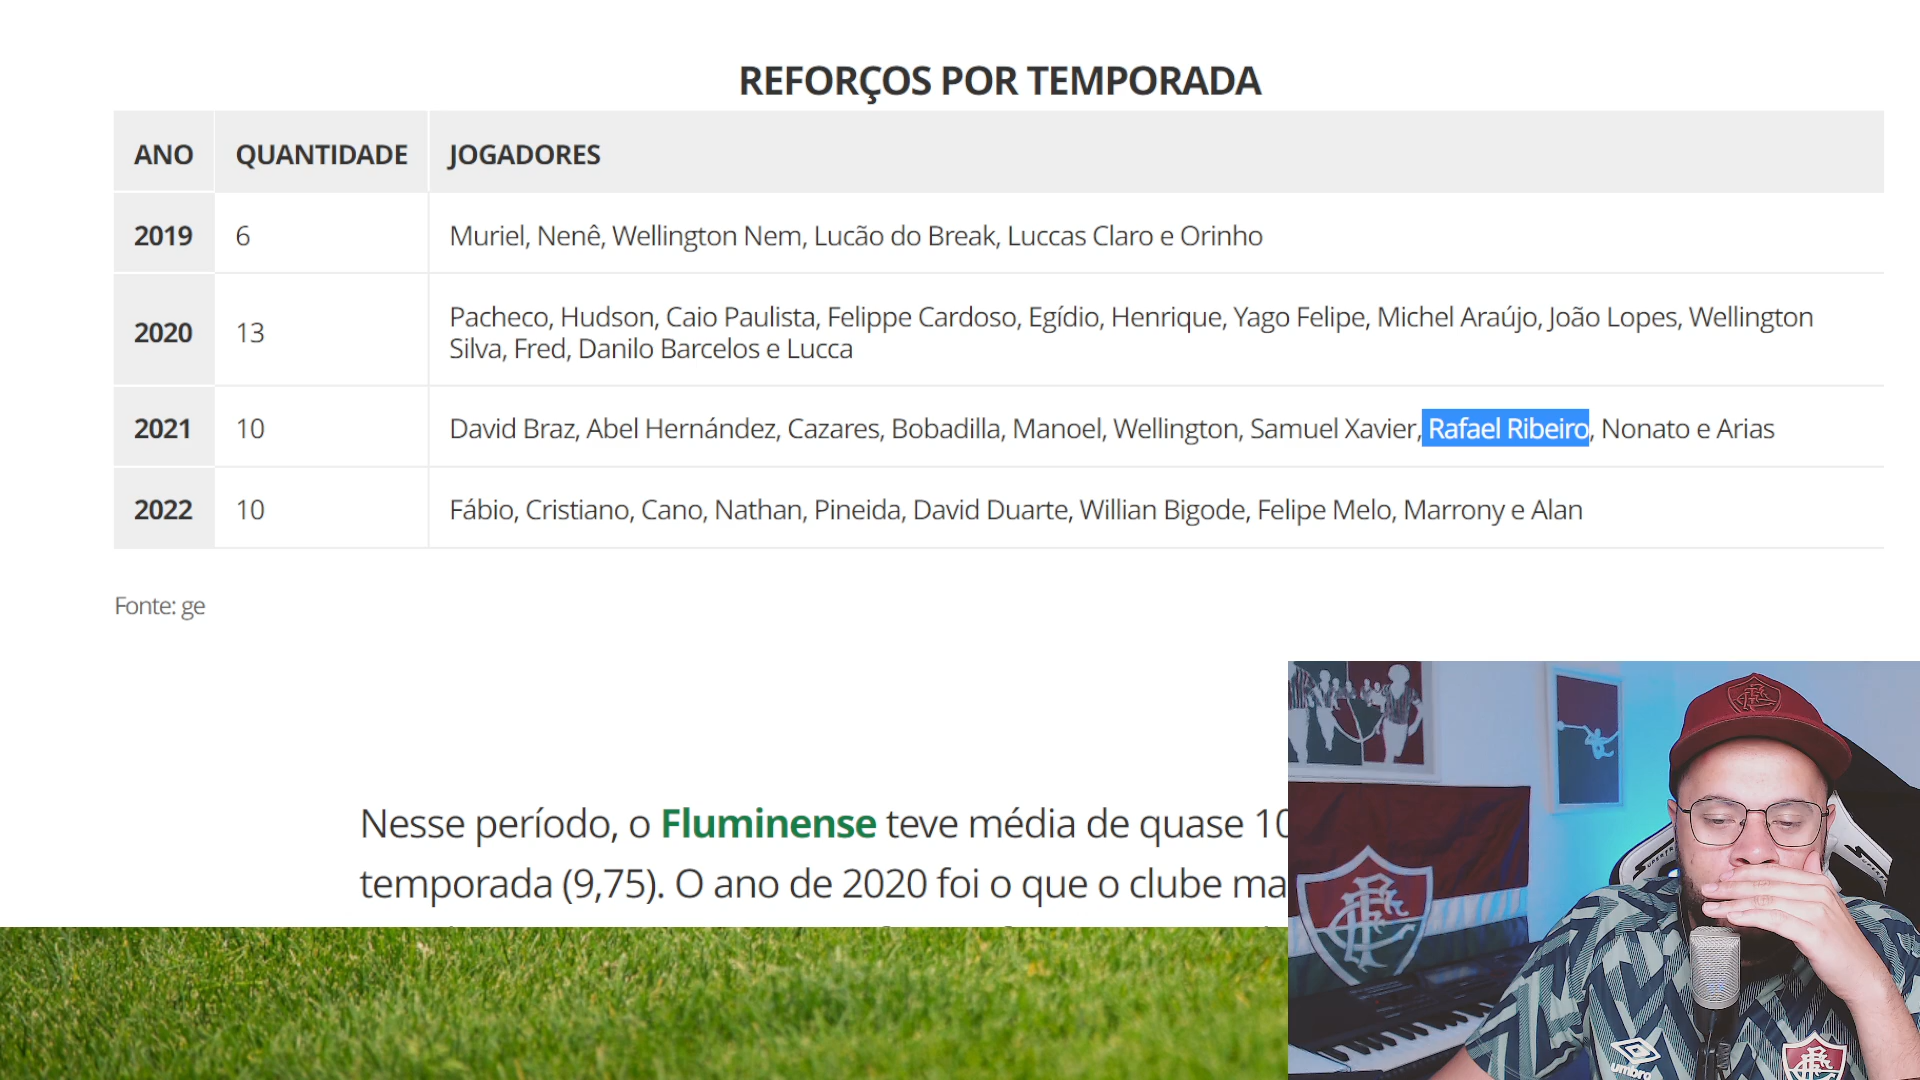 REFORÇOS POR TEMPORADA
ANO QUANTIDADE JOGADORES
2019 6 Muriel, Nenê, Wellington Nem, Lucão do Break, Luccas Claro e Orinho
2020 13 Pacheco, Hudson, Caio Paulista, Felippe Cardoso, Egídio, Henrique, Yago Felipe, Michel Araújo, João Lopes, Wellington
Silva, Fred, Danilo Barcelos e Lucca
2021 10 David Braz, Abel Hernández, Cazares, Bobadilla, Manoel, Wellington, Samuel Xavier, Rafael Ribeiro, Nonato e Arias
2022 10 Fábio, Cristiano, Cano, Nathan, Pineida, David Duarte, Willian Bigode, Felipe Melo, Marrony e Alan
Fonte: ge
Nesse período, o Fluminense teve média de quase 10
temporada (9,75). O ano de 2020 foi o que o clube ma
umbro